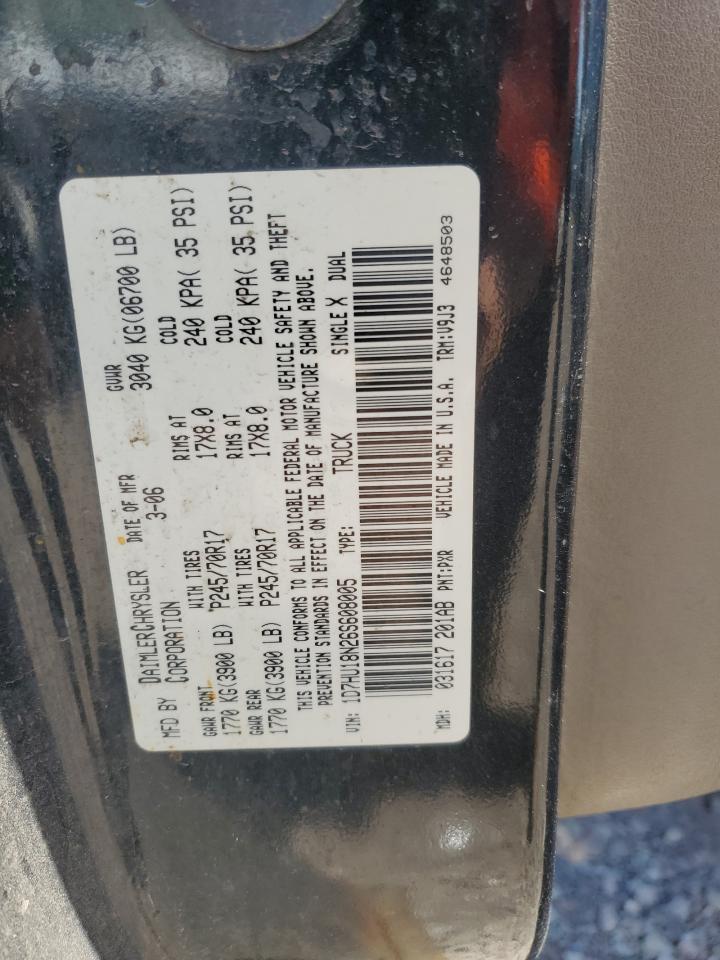 MFD BY DAIMLERCHRYSLER CORPORATION DATE OF MFR 3-06 GVWR 3040 KG(06700 LB)
GAWR FRONT WITH TIRES RIMS AT COLD
1770 KG(3900 LB) P245/70R17 17X8.0 240 KPA( 35 PSI)
GAWR REAR WITH TIRES RIMS AT COLD
1770 KG(3900 LB) P245/70R17 17X8.0 240 KPA( 35 PSI)
THIS VEHICLE CONFORMS TO ALL APPLICABLE FEDERAL MOTOR VEHICLE SAFETY AND THEFT
PREVENTION STANDARDS IN EFFECT ON THE DATE OF MANUFACTURE SHOWN ABOVE.
VIN: 1D7HU18N26S608005 TYPE: TRUCK SINGLE X DUAL
MDH: 031617 201AB PNT:PXR VEHICLE MADE IN U.S.A. TRM:V9J3 4648503